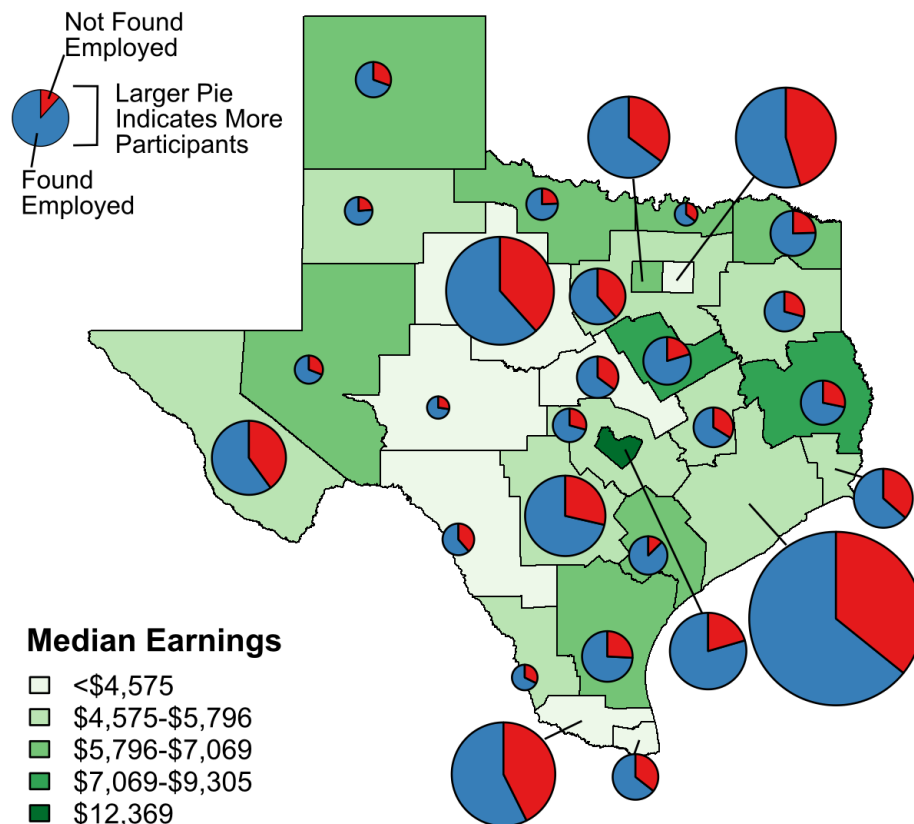 Not Found
Employed
Larger Pie
Indicates More
Participants
Found
Employed
Median Earnings
<$4,575
$4,575-$5,796
$5,796-$7,069
$7,069-$9,305
$12,369